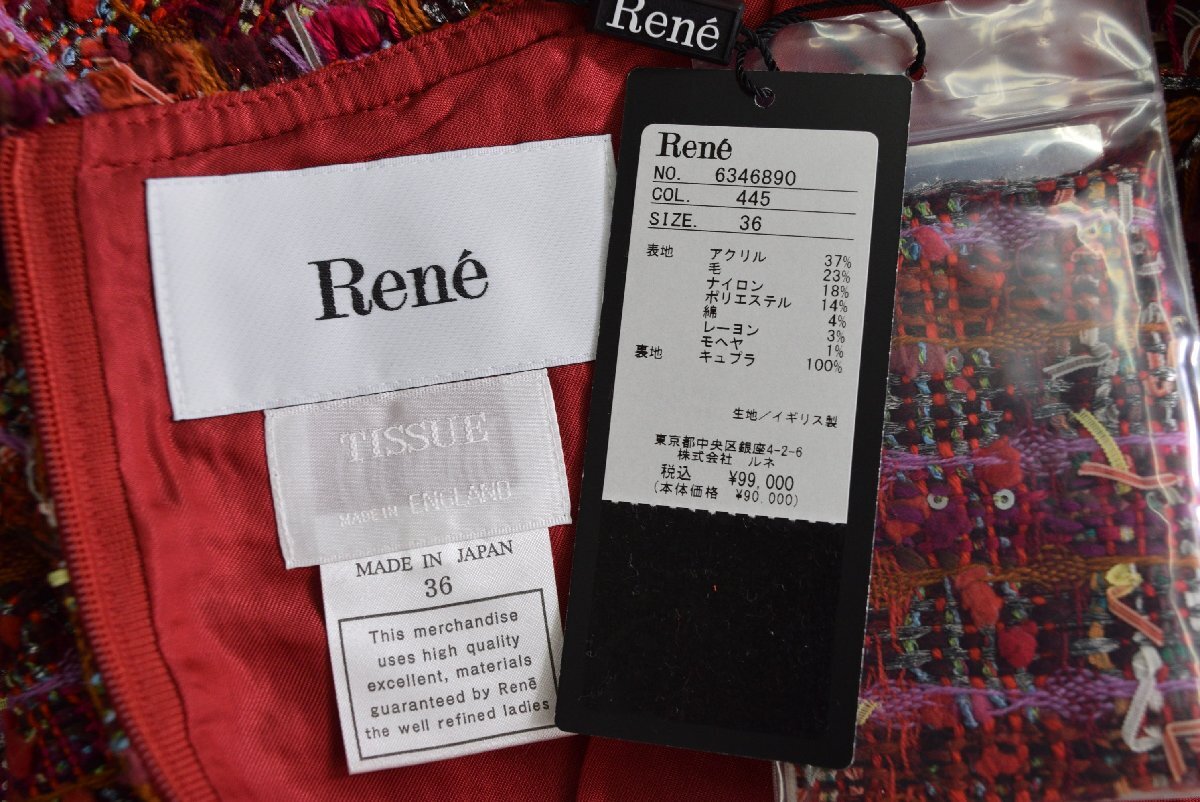 René
René
TISSUE
MADE IN ENGLAND
MADE IN JAPAN
36
This merchandise
uses high quality
excellent, materials
guaranteed by Renē
the well refined ladies
René
NO. 6346890
COL. 445
SIZE. 36
表地 アクリル 37%
毛 23%
ナイロン 18%
ポリエステル 14%
綿 4%
レーヨン 3%
モヘヤ 1%
裏地 キュプラ 100%
生地/イギリス製
東京都中央区銀座4-2-6
株式会社 ルネ
税込 ¥99,000
(本体価格 ¥90,000)